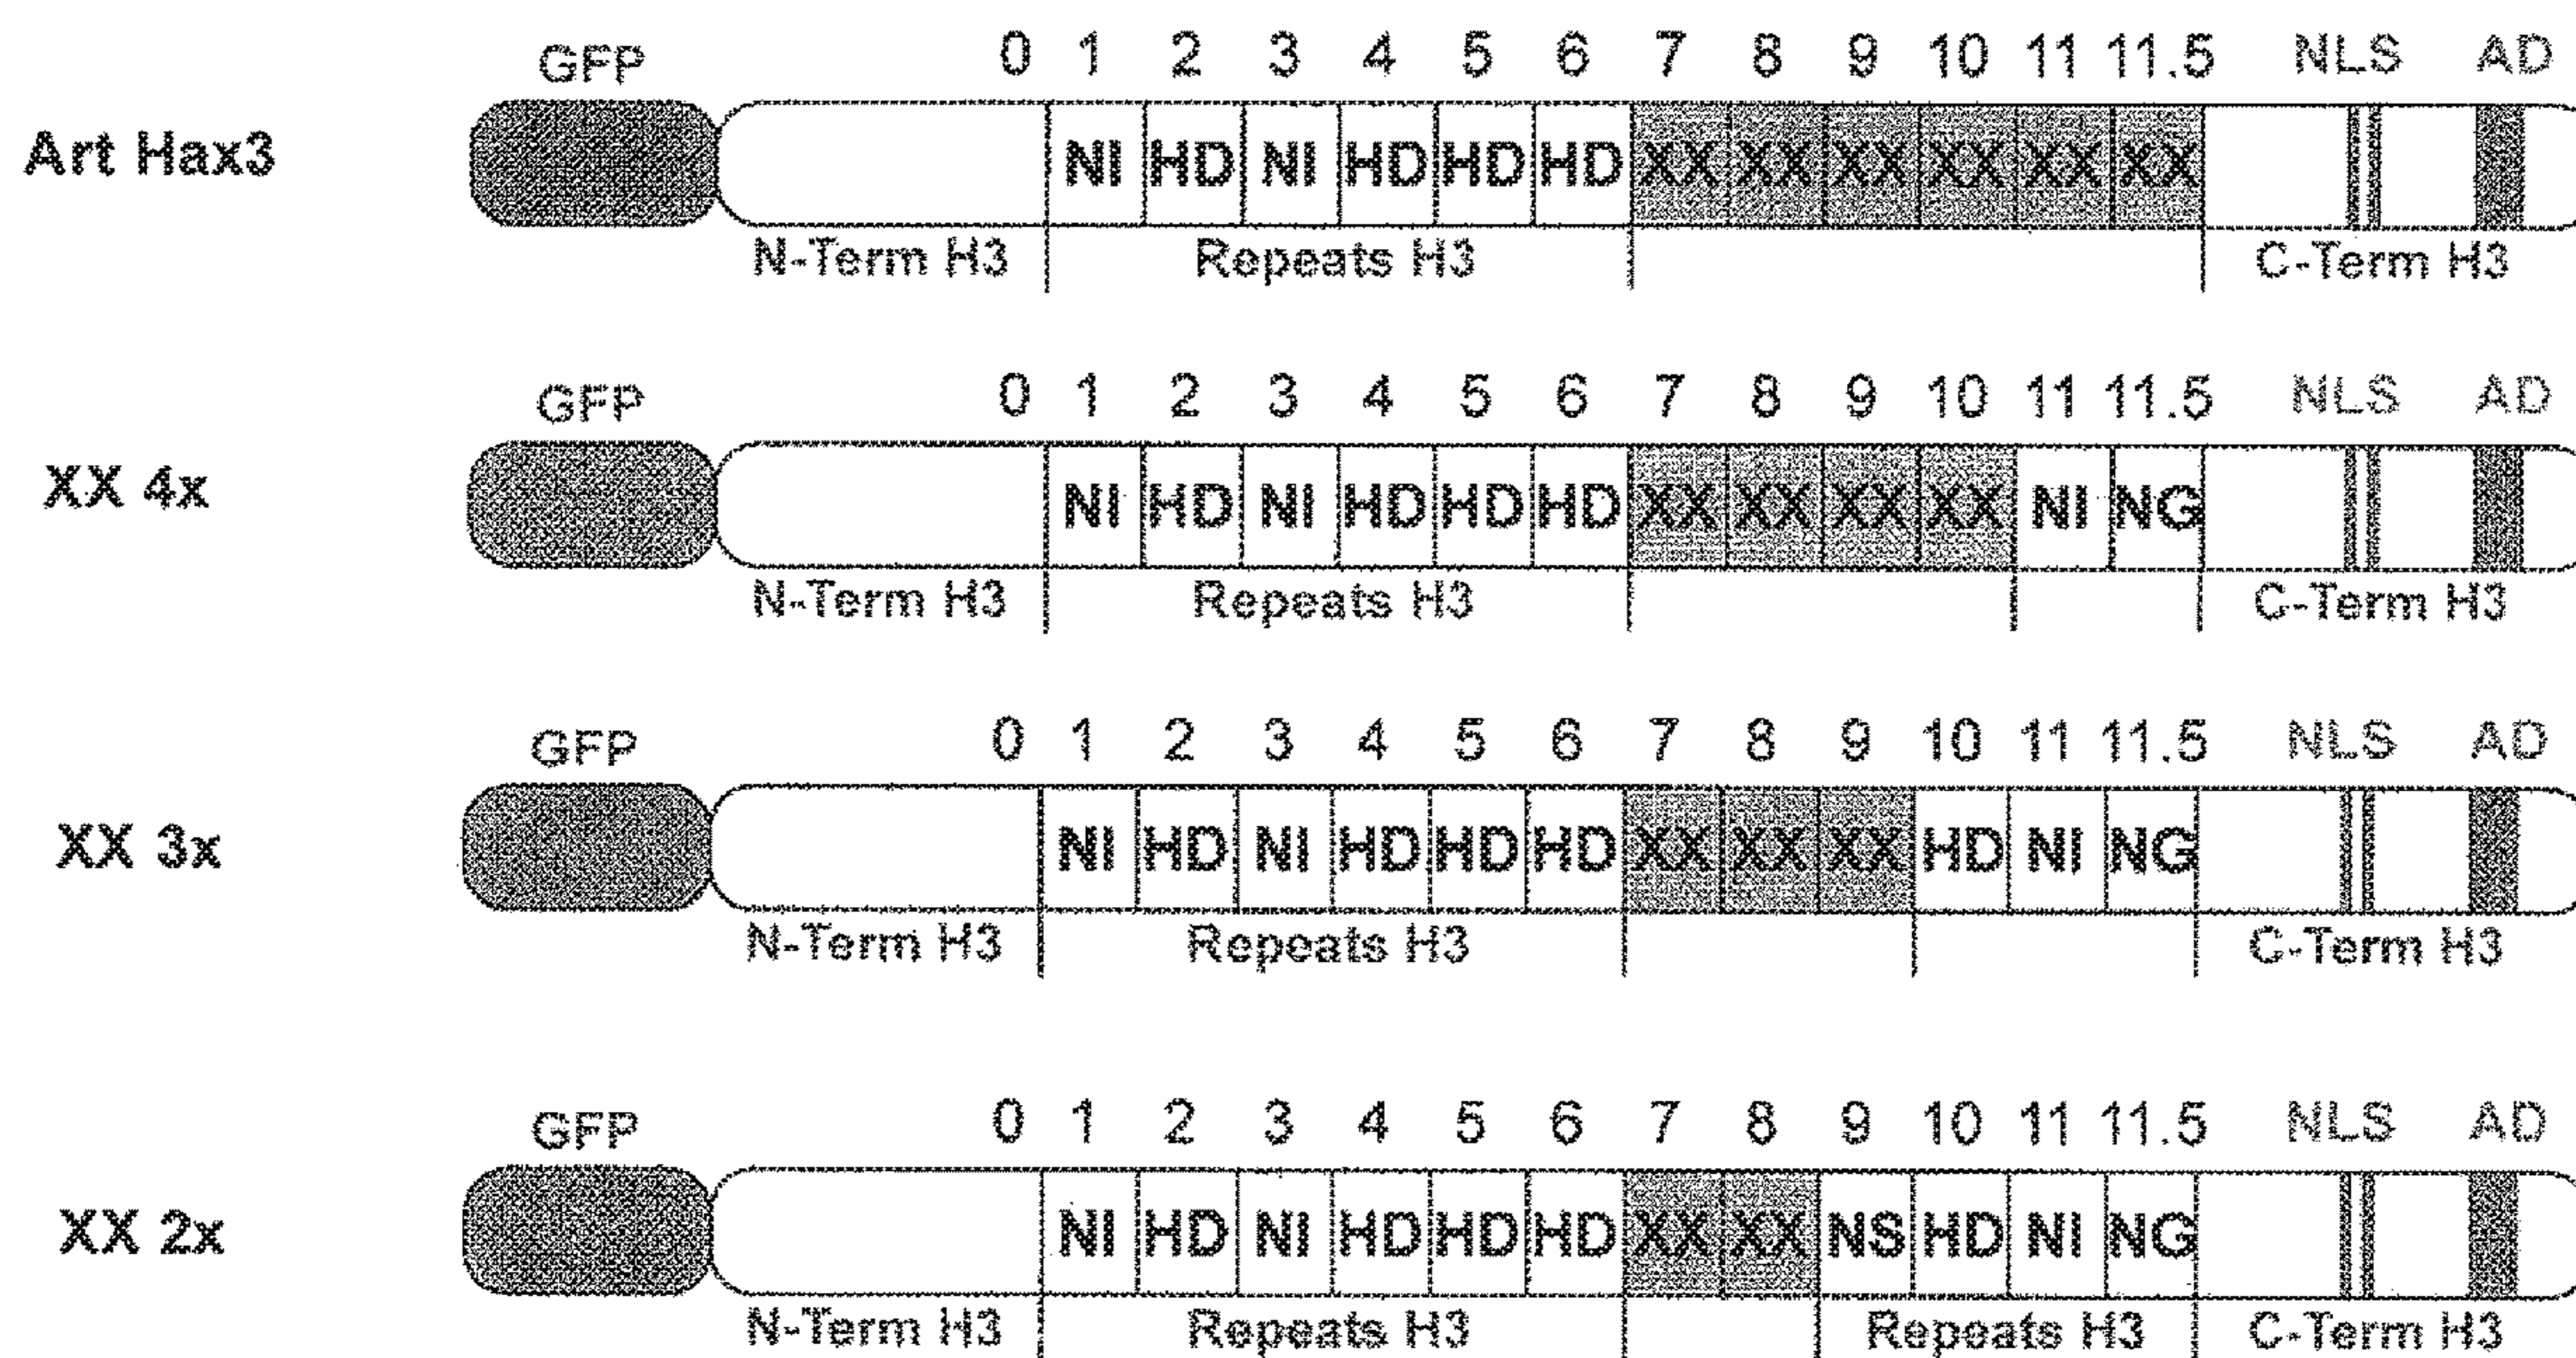 GFP 0 1 2 3 4 5 6 7 8 9 10 11 11.5 NLS AD
Art Hax3 NI HD NI HD HD HD XX XX XX XX XX XX
N-Term H3 Repeats H3 C-Term H3
GFP 0 1 2 3 4 5 6 7 8 9 10 11 11.5 NLS AD
XX 4x NI HD NI HD HD HD XX XX XX XX NI NG
N-Term H3 Repeats H3 C-Term H3
GFP 0 1 2 3 4 5 6 7 8 9 10 11 11.5 NLS AD
XX 3x NI HD NI HD HD HD XX XX XX HD NI NG
N-Term H3 Repeats H3 C-Term H3
GFP 0 1 2 3 4 5 6 7 8 9 10 11 11.5 NLS AD
XX 2x NI HD NI HD HD HD XX XX NS HD NI NG
N-Term H3 Repeats H3 Repeats H3 C-Term H3